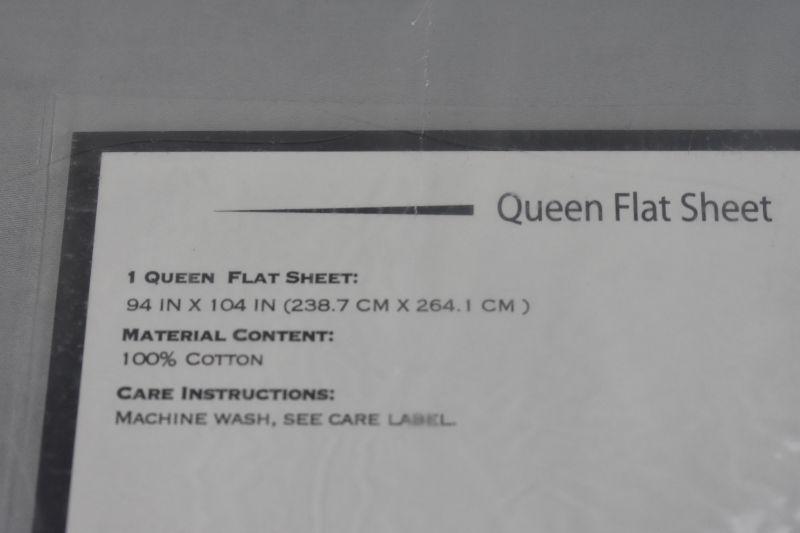 Queen Flat Sheet
1 QUEEN FLAT SHEET:
94 IN X 104 IN (238.7 CM X 264.1 CM )
MATERIAL CONTENT:
100% COTTON
CARE INSTRUCTIONS:
MACHINE WASH, SEE CARE LABEL.